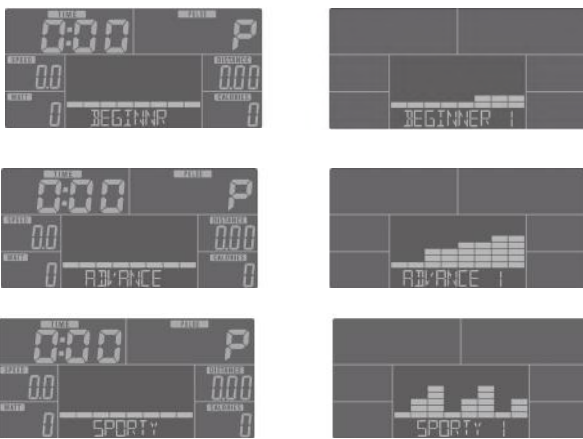 TIME PULSE
0:00 P
SPEED DISTANCE
0.0 0.00
WATT CALORIES
0 0
BEGINNR
BEGINNER 1
TIME PULSE
0:00 P
SPEED DISTANCE
0.0 0.00
WATT CALORIES
0 0
ADVANCE
ADVANCE 1
TIME PULSE
0:00 P
SPEED DISTANCE
0.0 0.00
WATT CALORIES
0 0
SPORTY
SPORTY 1